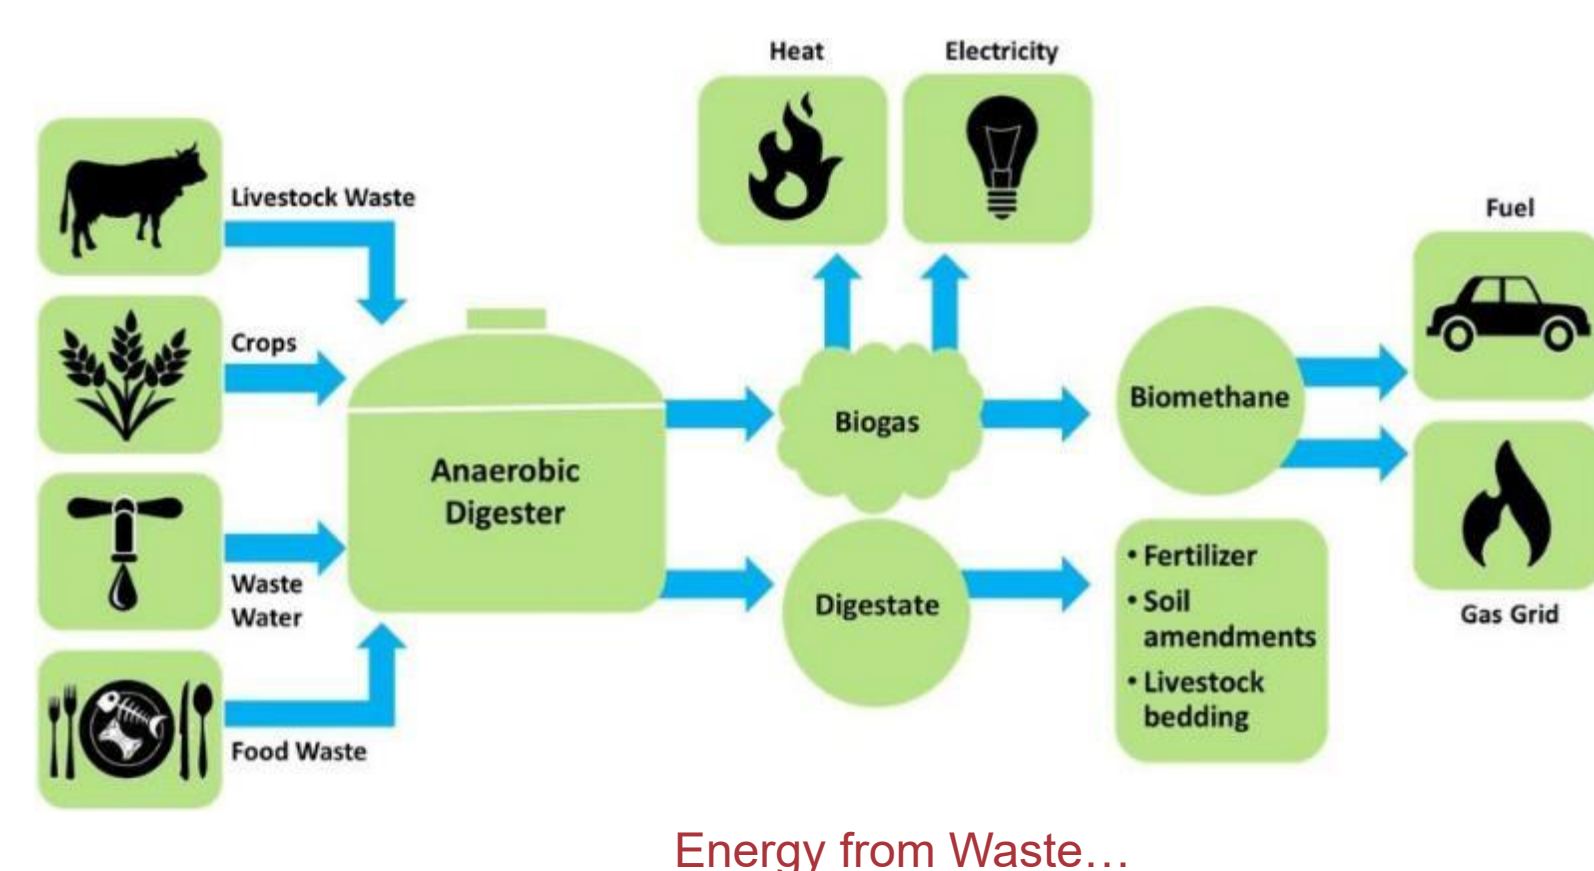 Heat
Electricity
Livestock Waste
Crops
Waste
Water
Food Waste
Anaerobic
Digester
Biogas
Digestate
Biomethane
• Fertilizer
• Soil
amendments
• Livestock
bedding
Fuel
Gas Grid
Energy from Waste…